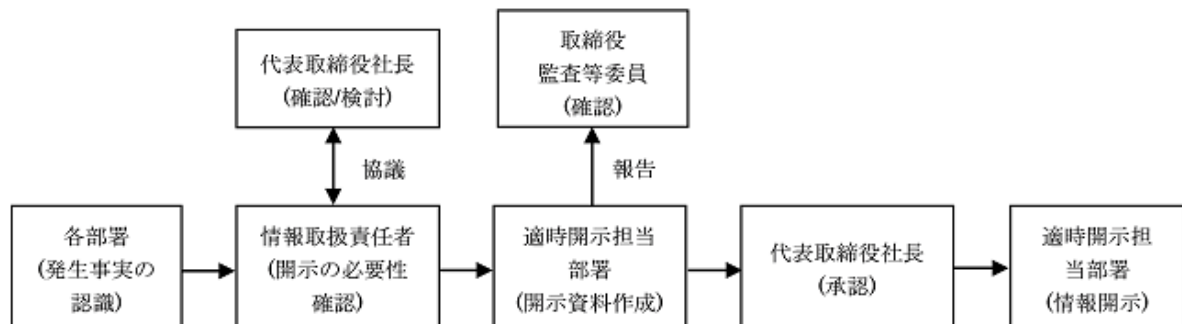 代表取締役社長
(確認/検討)
取締役
監査等委員
(確認)
協議
報告
各部署
(発生事実の
認識)
情報取扱責任者
(開示の必要性
確認)
適時開示担当
部署
(開示資料作成)
代表取締役社長
(承認)
適時開示担
当部署
(情報開示)